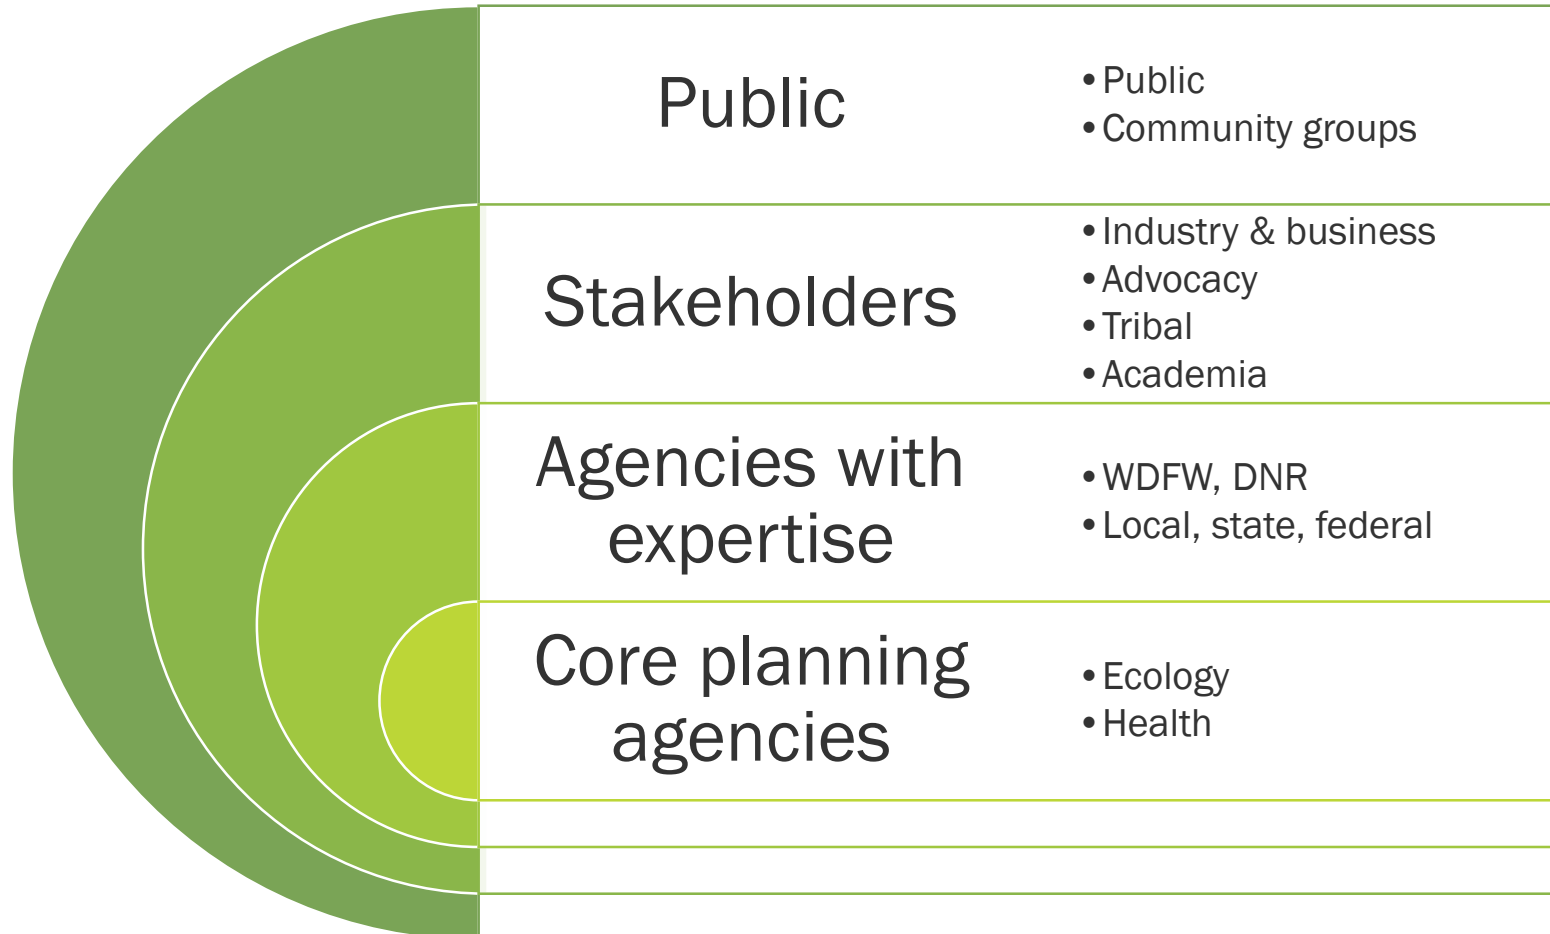 Public
• Public
• Community groups
Stakeholders
• Industry & business
• Advocacy
• Tribal
• Academia
Agencies with
expertise
• WDFW, DNR
• Local, state, federal
Core planning
agencies
• Ecology
• Health